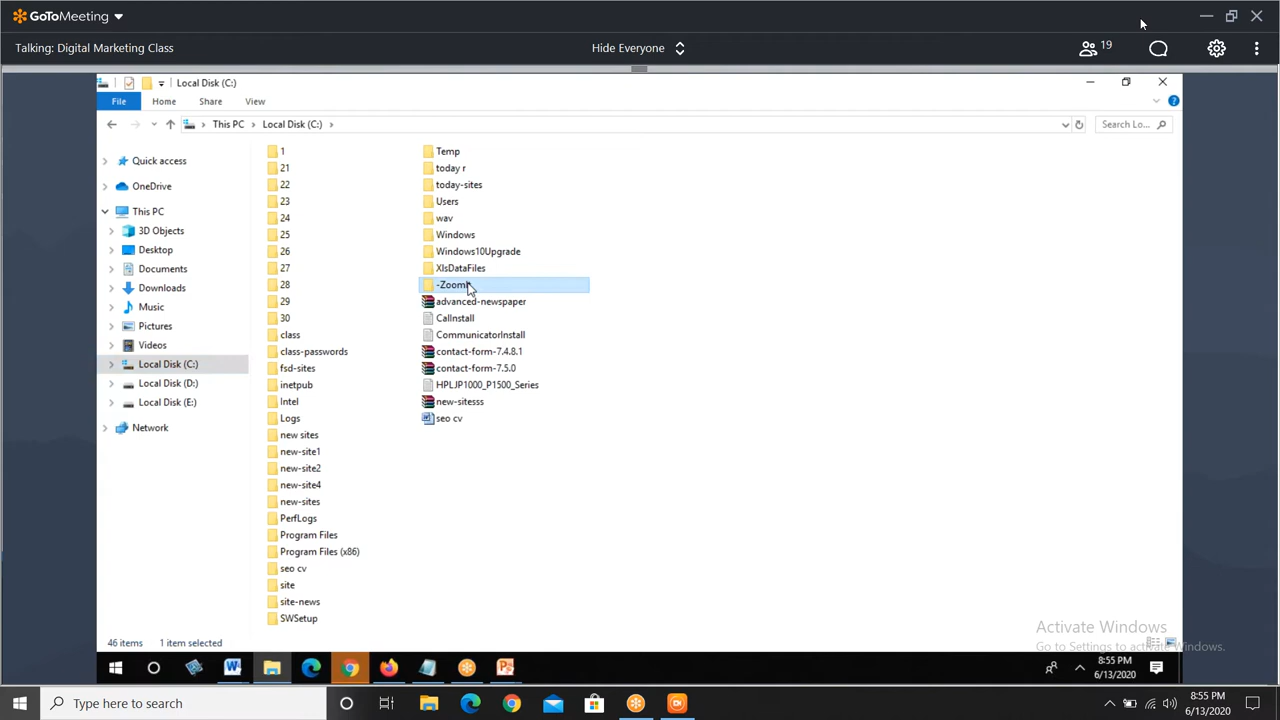 GoToMeeting
Talking: Digital Marketing Class
Hide Everyone
19
Local Disk (C:)
File Home Share View
This PC > Local Disk (C:) >
Search Lo...
Quick access
OneDrive
This PC
3D Objects
Desktop
Documents
Downloads
Music
Pictures
Videos
Local Disk (C:)
Local Disk (D:)
Local Disk (E:)
Network
1
21
22
23
24
25
26
27
28
29
30
class
class-passwords
fsd-sites
inetpub
Intel
Logs
new sites
new-site1
new-site2
new-site4
new-sites
PerfLogs
Program Files
Program Files (x86)
seo cv
site
site-news
SWSetup
Temp
today r
today-sites
Users
wav
Windows
Windows10Upgrade
XlsDataFiles
advanced-newspaper
CallInstall
CommunicatorInstall
contact-form-7.4.8.1
contact-form-7.5.0
HPLJP1000_P1500_Series
new-sitesss
seo cv
46 items 1 item selected
Activate Windows
Go to Settings to activate Windows.
8:55 PM
6/13/2020
Type here to search
8:55 PM
6/13/2020